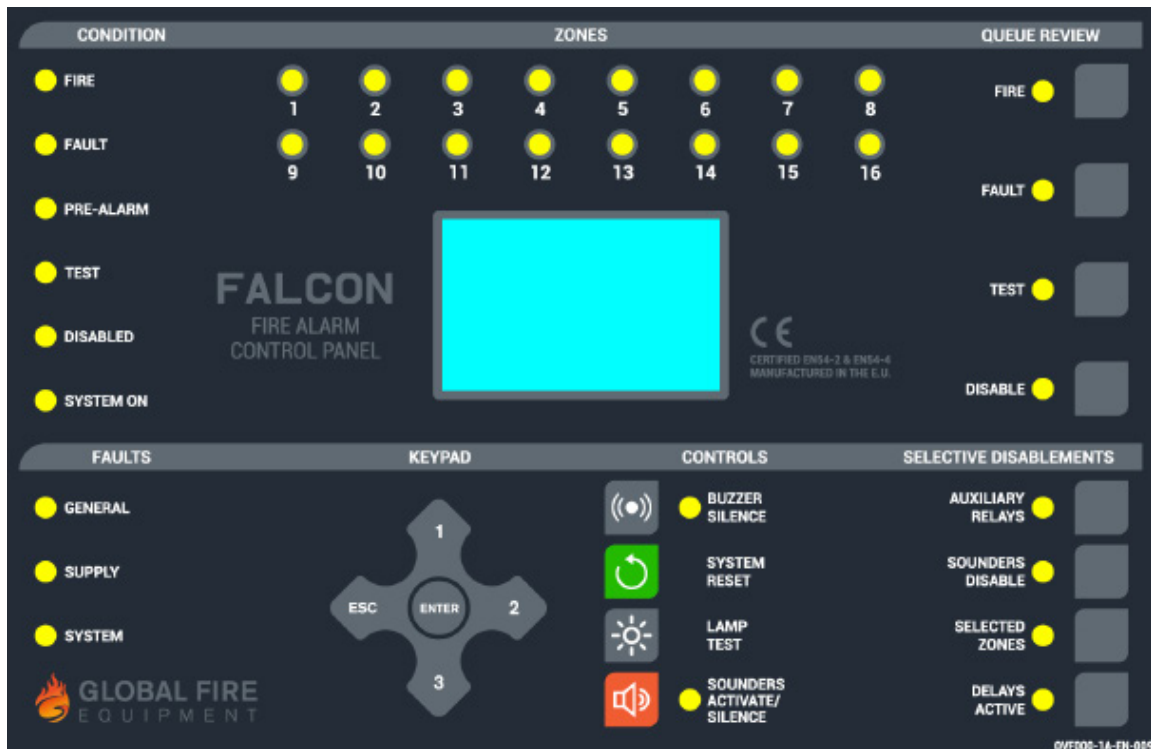 CONDITION
ZONES
QUEUE REVIEW
FIRE
FAULT
PRE-ALARM
TEST
DISABLED
SYSTEM ON
1 2 3 4 5 6 7 8
9 10 11 12 13 14 15 16
FALCON
FIRE ALARM
CONTROL PANEL
CE
CERTIFIED EN54-2 & EN54-4
MANUFACTURED IN THE E.U.
FIRE
FAULT
TEST
DISABLE
FAULTS
KEYPAD
CONTROLS
SELECTIVE DISABLEMENTS
GENERAL
SUPPLY
SYSTEM
GLOBAL FIRE
EQUIPMENT
1
ESC
ENTER
2
3
BUZZER
SILENCE
SYSTEM
RESET
LAMP
TEST
SOUNDERS
ACTIVATE/
SILENCE
AUXILIARY
RELAYS
SOUNDERS
DISABLE
SELECTED
ZONES
DELAYS
ACTIVE